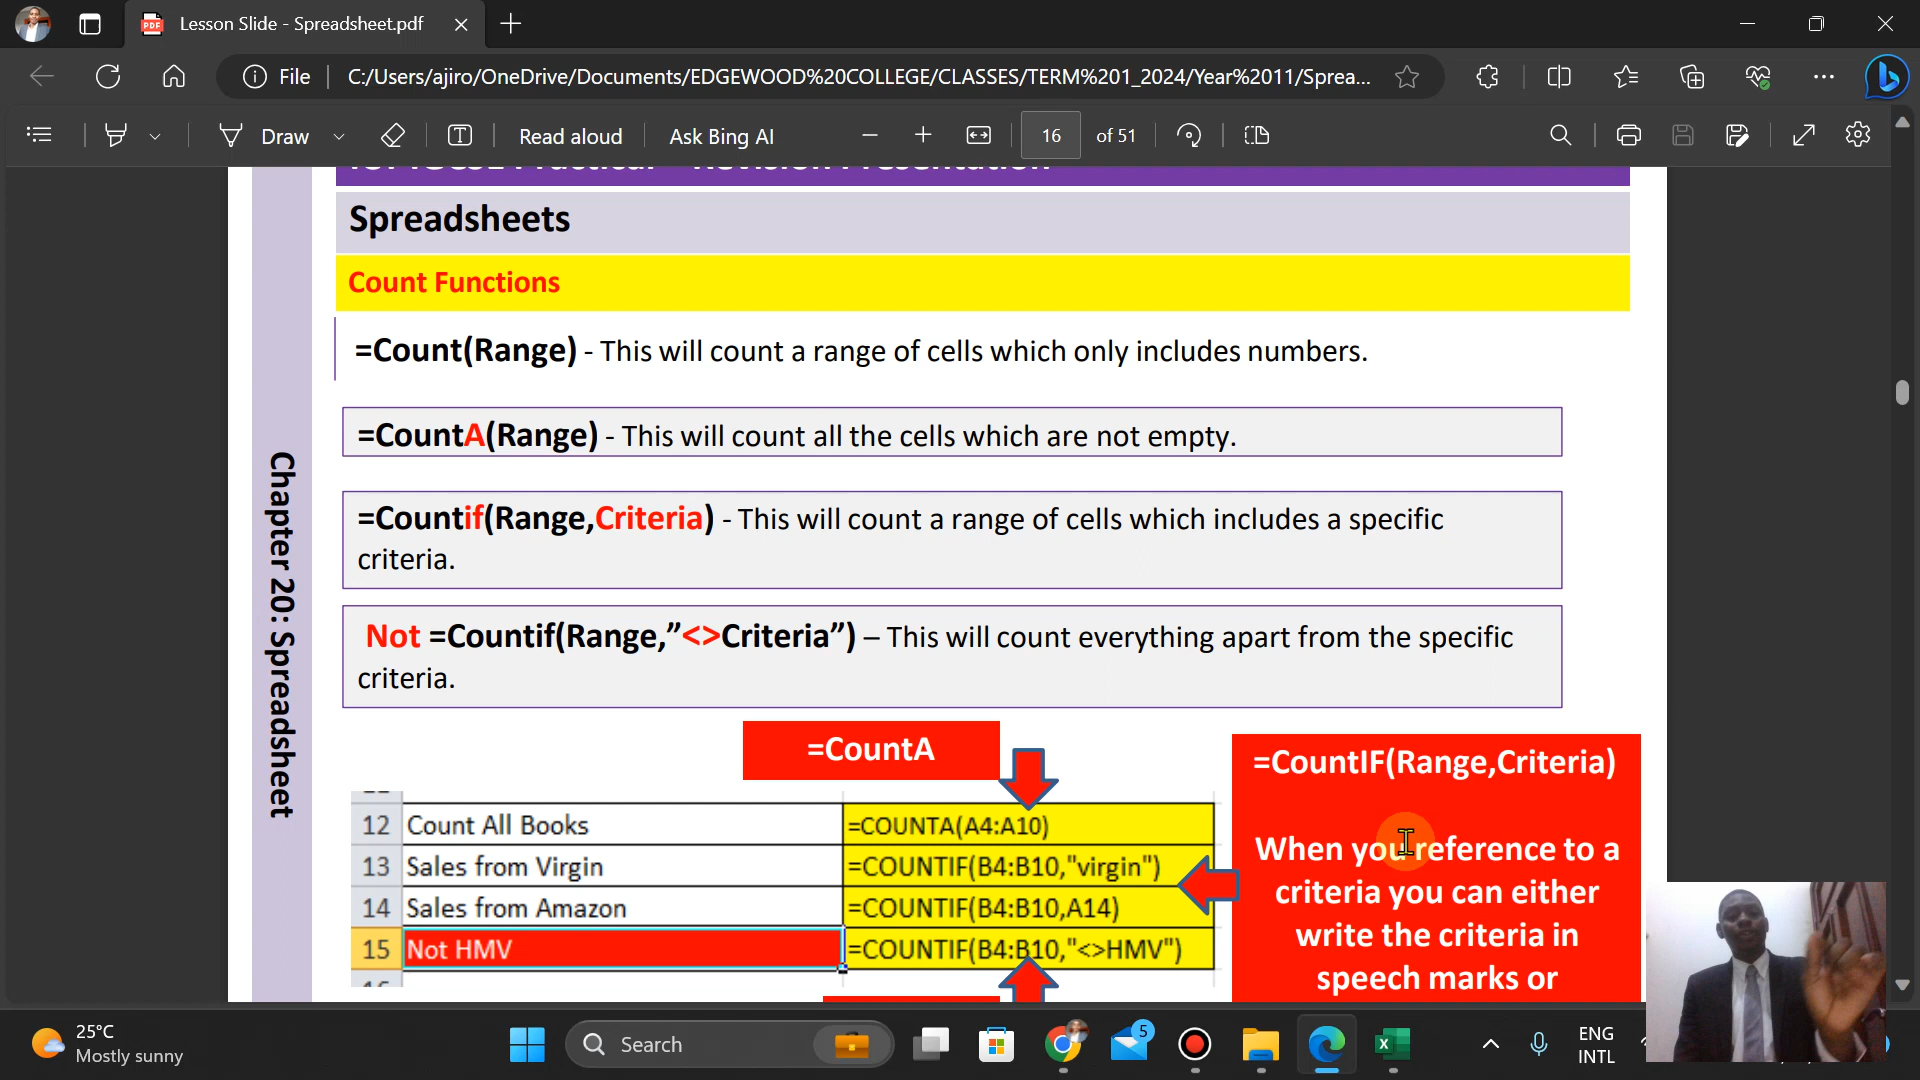 Lesson Slide - Spreadsheet.pdf
File
C:/Users/ajiro/OneDrive/Documents/EDGEWOOD%20COLLEGE/CLASSES/TERM%201_2024/Year%2011/Sprea...
Draw
Read aloud
Ask Bing AI
16 of 51
Spreadsheets
Count Functions
=Count(Range) - This will count a range of cells which only includes numbers.
=CountA(Range) - This will count all the cells which are not empty.
=Countif(Range,Criteria) - This will count a range of cells which includes a specific
criteria.
Not =Countif(Range,”<>Criteria”) – This will count everything apart from the specific
criteria.
Chapter 20: Spreadsheet
=CountA
12 Count All Books =COUNTA(A4:A10)
13 Sales from Virgin =COUNTIF(B4:B10,"virgin")
14 Sales from Amazon =COUNTIF(B4:B10,A14)
15 Not HMV =COUNTIF(B4:B10,"<>HMV")
=CountIF(Range,Criteria)
When you reference to a
criteria you can either
write the criteria in
speech marks or
25°C
Mostly sunny
Search
5
ENG
INTL